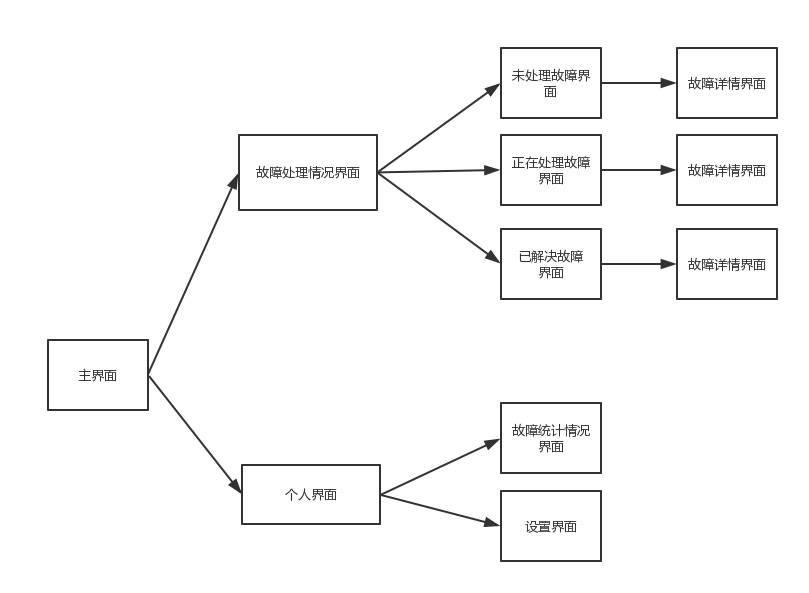 未处理故障界
面
故障详情界面
故障处理情况界面
正在处理故障
界面
故障详情界面
已解决故障
界面
故障详情界面
主界面
故障统计情况
界面
个人界面
设置界面